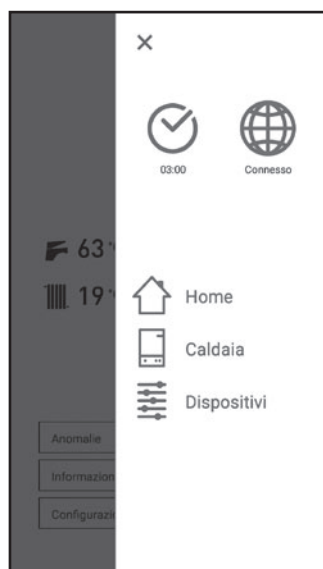 ×
03:00
Connesso
63 °
19 °
Home
Caldaia
Dispositivi
Anomalie
Informazion
Configurazi